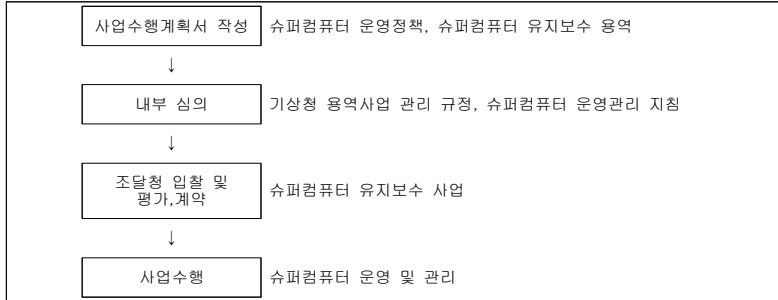 사업수행계획서 작성 슈퍼컴퓨터 운영정책, 슈퍼컴퓨터 유지보수 용역
↓
내부 심의 기상청 용역사업 관리 규정, 슈퍼컴퓨터 운영관리 지침
↓
조달청 입찰 및
평가,계약
슈퍼컴퓨터 유지보수 사업
↓
사업수행 슈퍼컴퓨터 운영 및 관리